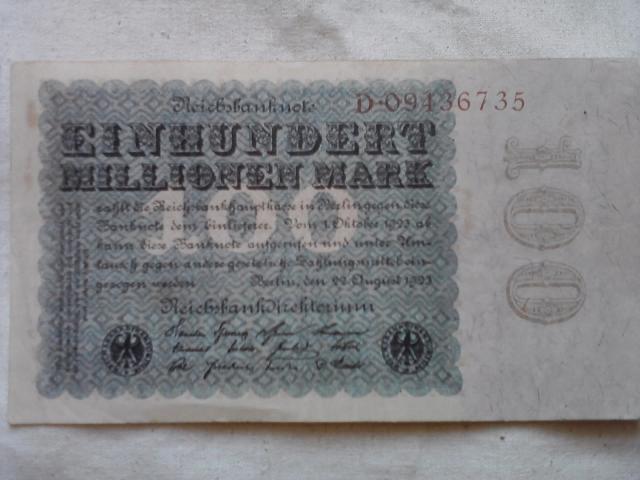 Reichsbanknote D·09136735
EINHUNDERT
MILLIONEN MARK
zahlt die Reichsbankhauptkasse in Berlin gegen diese
Banknote dem Einlieferer. Vom 1. Oktober 1923 ab
kann diese Banknote aufgerufen und unter Um-
tausch gegen andere gesetzliche Zahlungsmittel ein-
gezogen werden Berlin, den 22. August 1923
Reichsbankdirektorium
100
100